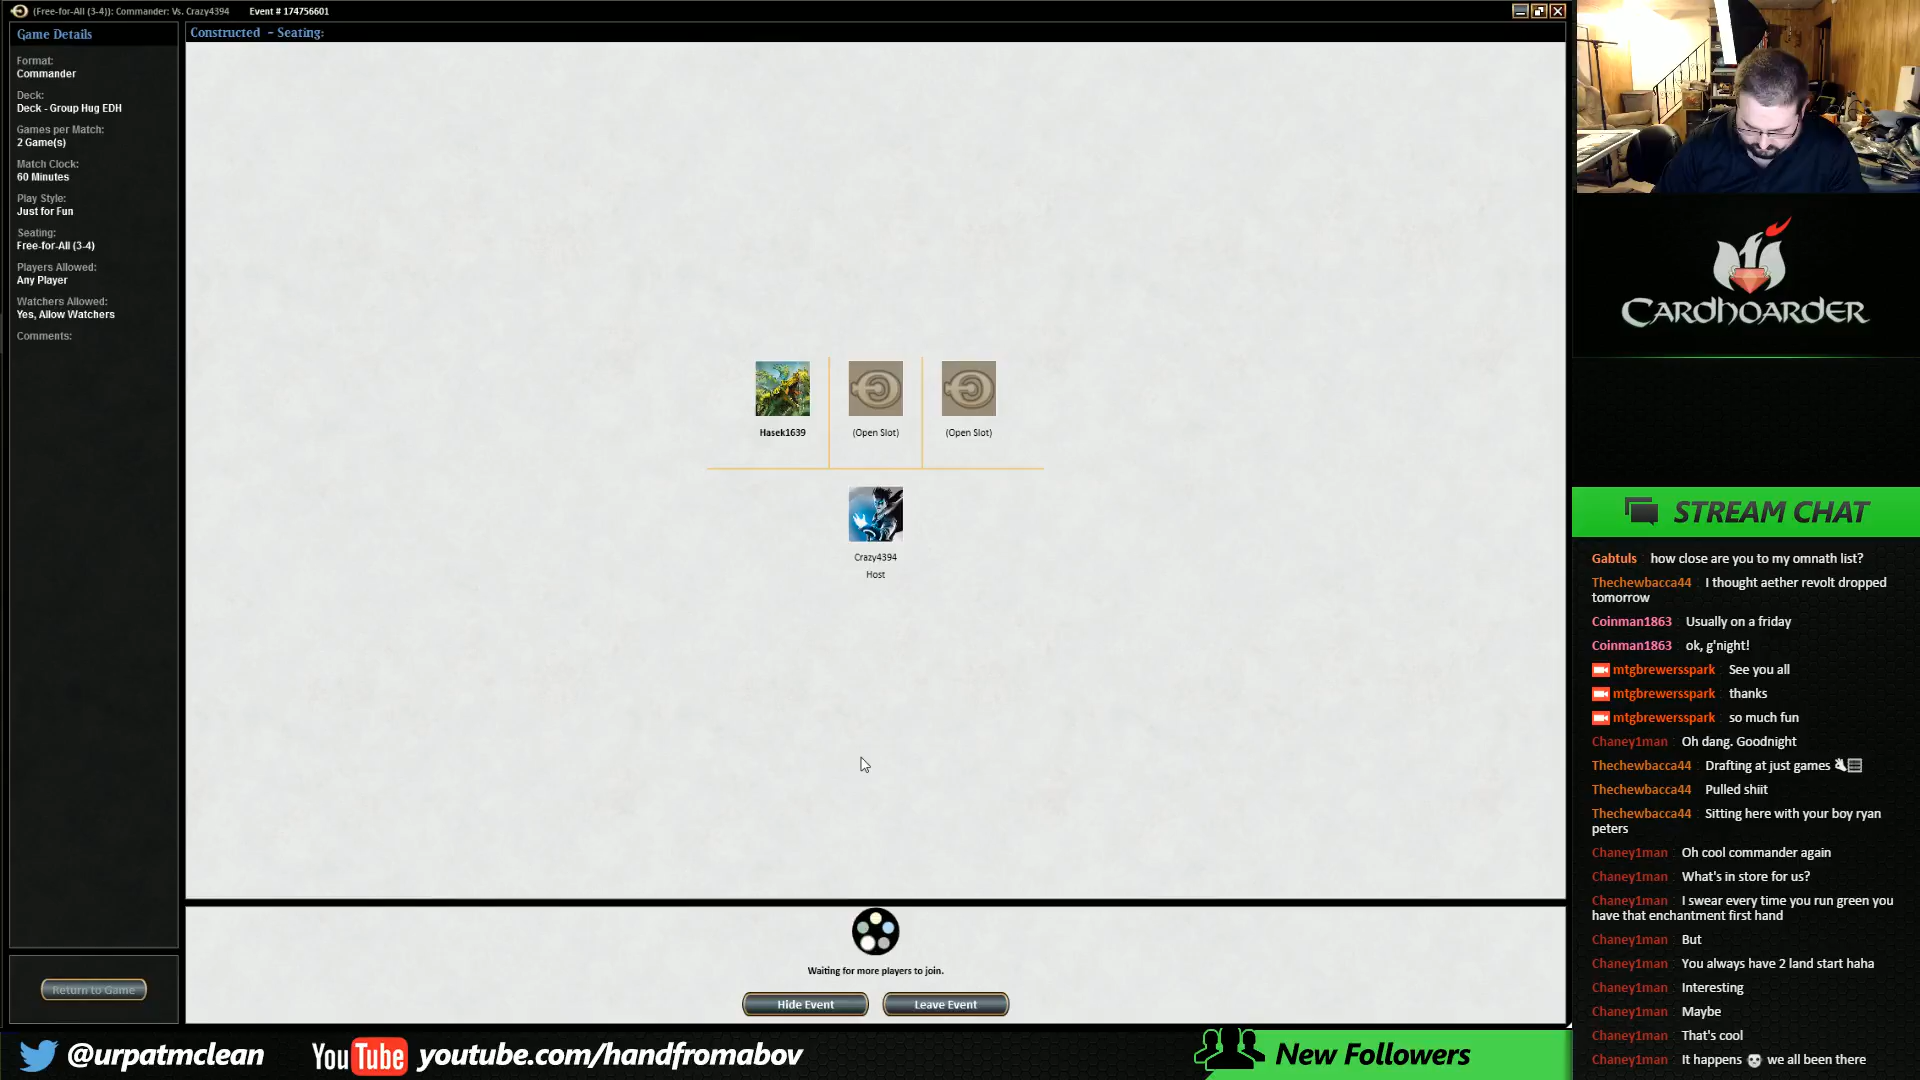 (Free-for-All (3-4)): Commander: Vs. Crazy4394 Event # 174756601
Game Details
Format:
Commander
Deck:
Deck - Group Hug EDH
Games per Match:
2 Game(s)
Match Clock:
60 Minutes
Play Style:
Just for Fun
Seating:
Free-for-All (3-4)
Players Allowed:
Any Player
Watchers Allowed:
Yes, Allow Watchers
Comments:
Return to Game
Constructed - Seating:
Hasek1639
(Open Slot)
(Open Slot)
Crazy4394
Host
Waiting for more players to join.
Hide Event
Leave Event
CARDHOARDER
STREAM CHAT
Gabtuls : how close are you to my omnath list?
Thechewbacca44 : I thought aether revolt dropped
tomorrow
Coinman1863 : Usually on a friday
Coinman1863 : ok, g'night!
mtgbrewersspark : See you all
mtgbrewersspark : thanks
mtgbrewersspark : so much fun
Chaney1man : Oh dang. Goodnight
Thechewbacca44 : Drafting at just games
Thechewbacca44 : Pulled shiit
Thechewbacca44 : Sitting here with your boy ryan
peters
Chaney1man : Oh cool commander again
Chaney1man : What's in store for us?
Chaney1man : I swear every time you run green you
have that enchantment first hand
Chaney1man : But
Chaney1man : You always have 2 land start haha
Chaney1man : Interesting
Chaney1man : Maybe
Chaney1man : That's cool
Chaney1man : It happens 💀 we all been there
@urpatmclean
YouTube youtube.com/handfromabov
New Followers